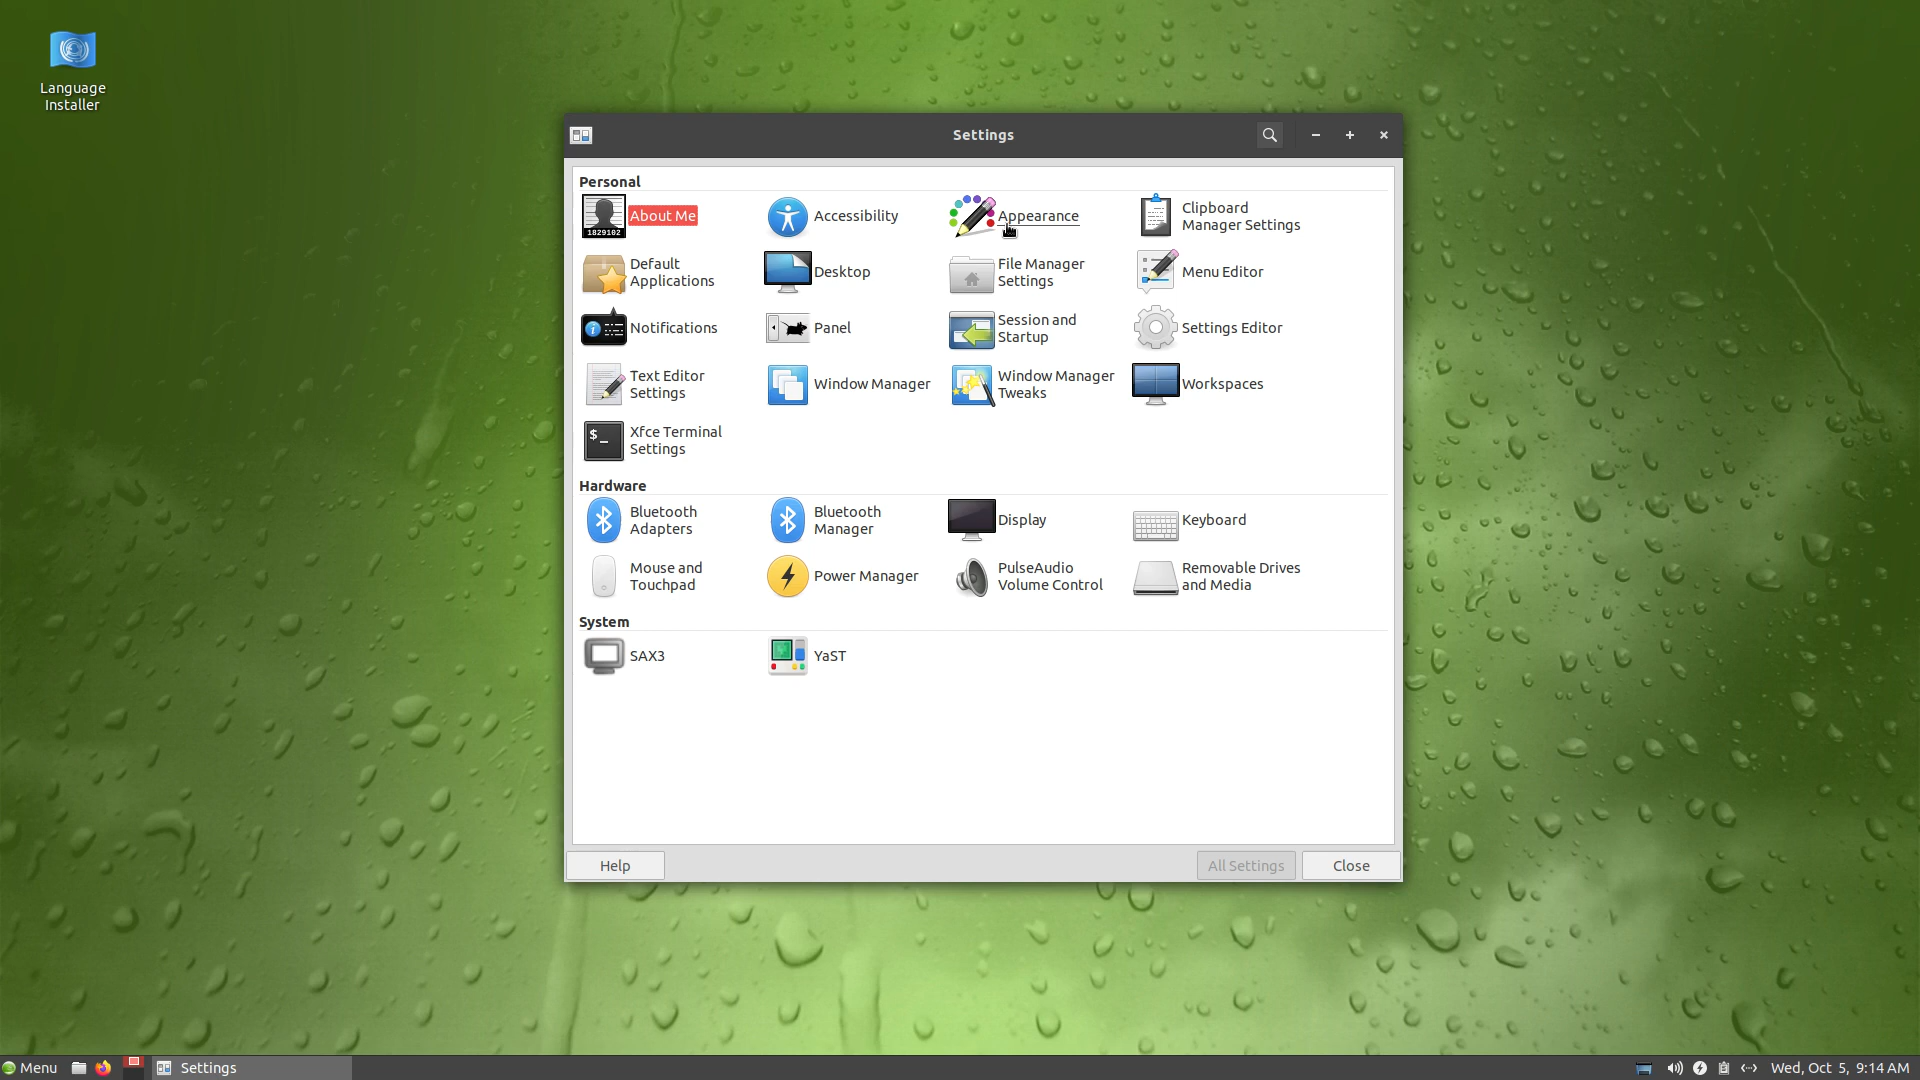 Language
Installer
Settings
Personal
1829102
About Me
Accessibility
Appearance
Clipboard
Manager Settings
Default
Applications
Desktop
File Manager
Settings
Menu Editor
Notifications
Panel
Session and
Startup
Settings Editor
Text Editor
Settings
Window Manager
Window Manager
Tweaks
Workspaces
$_
Xfce Terminal
Settings
Hardware
Bluetooth
Adapters
Bluetooth
Manager
Display
Keyboard
Mouse and
Touchpad
Power Manager
PulseAudio
Volume Control
Removable Drives
and Media
System
SAX3
YaST
Help
All Settings
Close
Menu
Settings
Wed, Oct 5, 9:14 AM